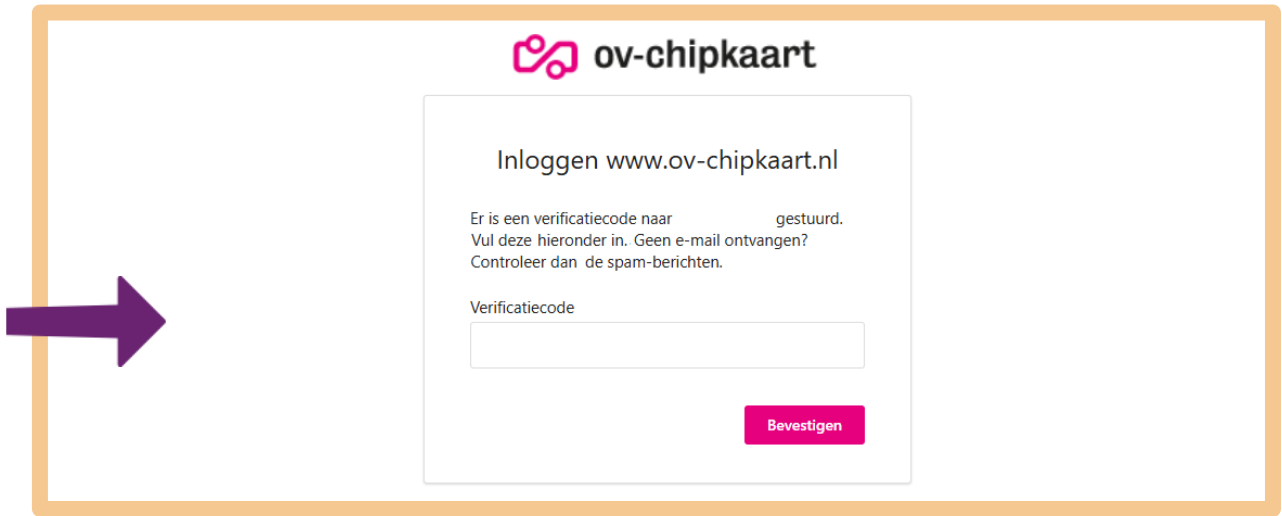 ov-chipkaart
Inloggen www.ov-chipkaart.nl
Er is een verificatiecode naar gestuurd.
Vul deze hieronder in. Geen e-mail ontvangen?
Controleer dan de spam-berichten.
Verificatiecode
Bevestigen